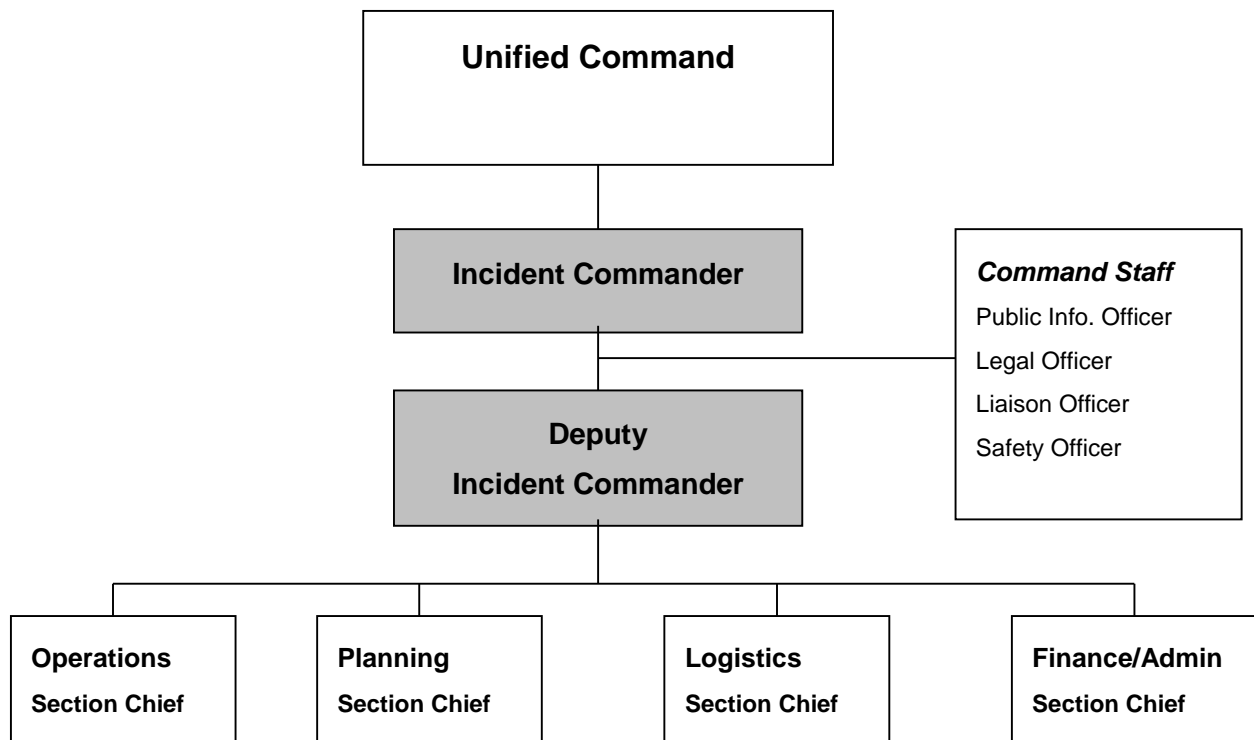 Unified Command
Incident Commander
Command Staff
Public Info. Officer
Legal Officer
Liaison Officer
Safety Officer
Deputy
Incident Commander
Operations
Section Chief
Planning
Section Chief
Logistics
Section Chief
Finance/Admin
Section Chief